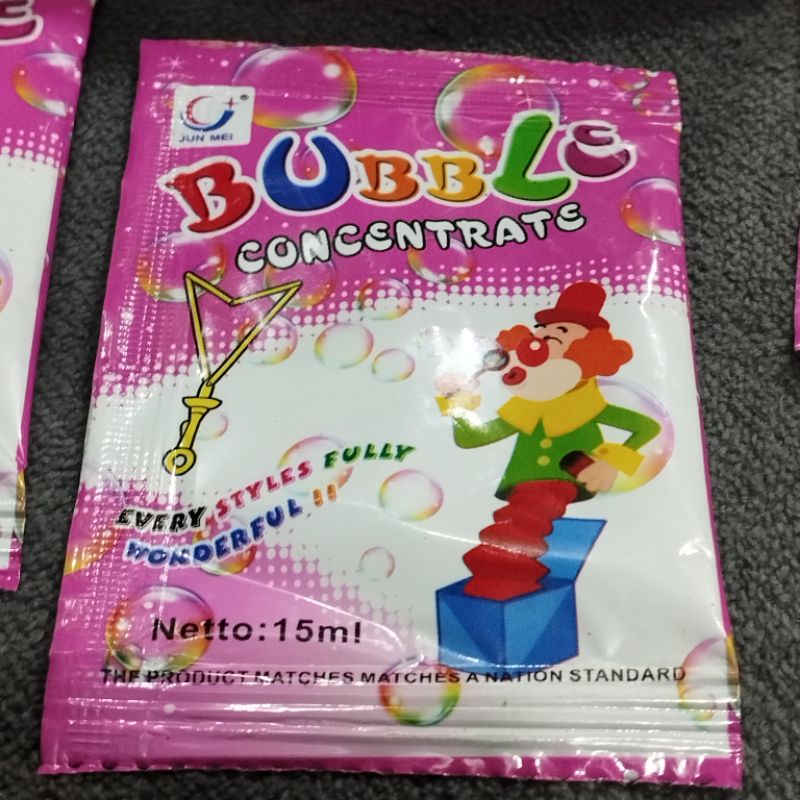 JUN MEI
®
BUBBLE
CONCENTRATE
EVERY STYLES FULLY
WONDERFUL !!
Netto:15ml
THE PRODUCT MATCHES MATCHES A NATION STANDARD